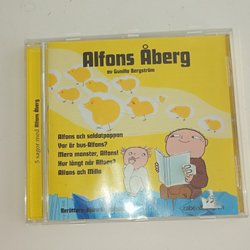 Alfons Åberg
av Gunilla Bergström
Alfons och soldatpappan
Var är bus-Alfons?
Mera monster, Alfons!
Hur långt når Alfons?
Alfons och Milla
5 sagor med Alfons Åberg